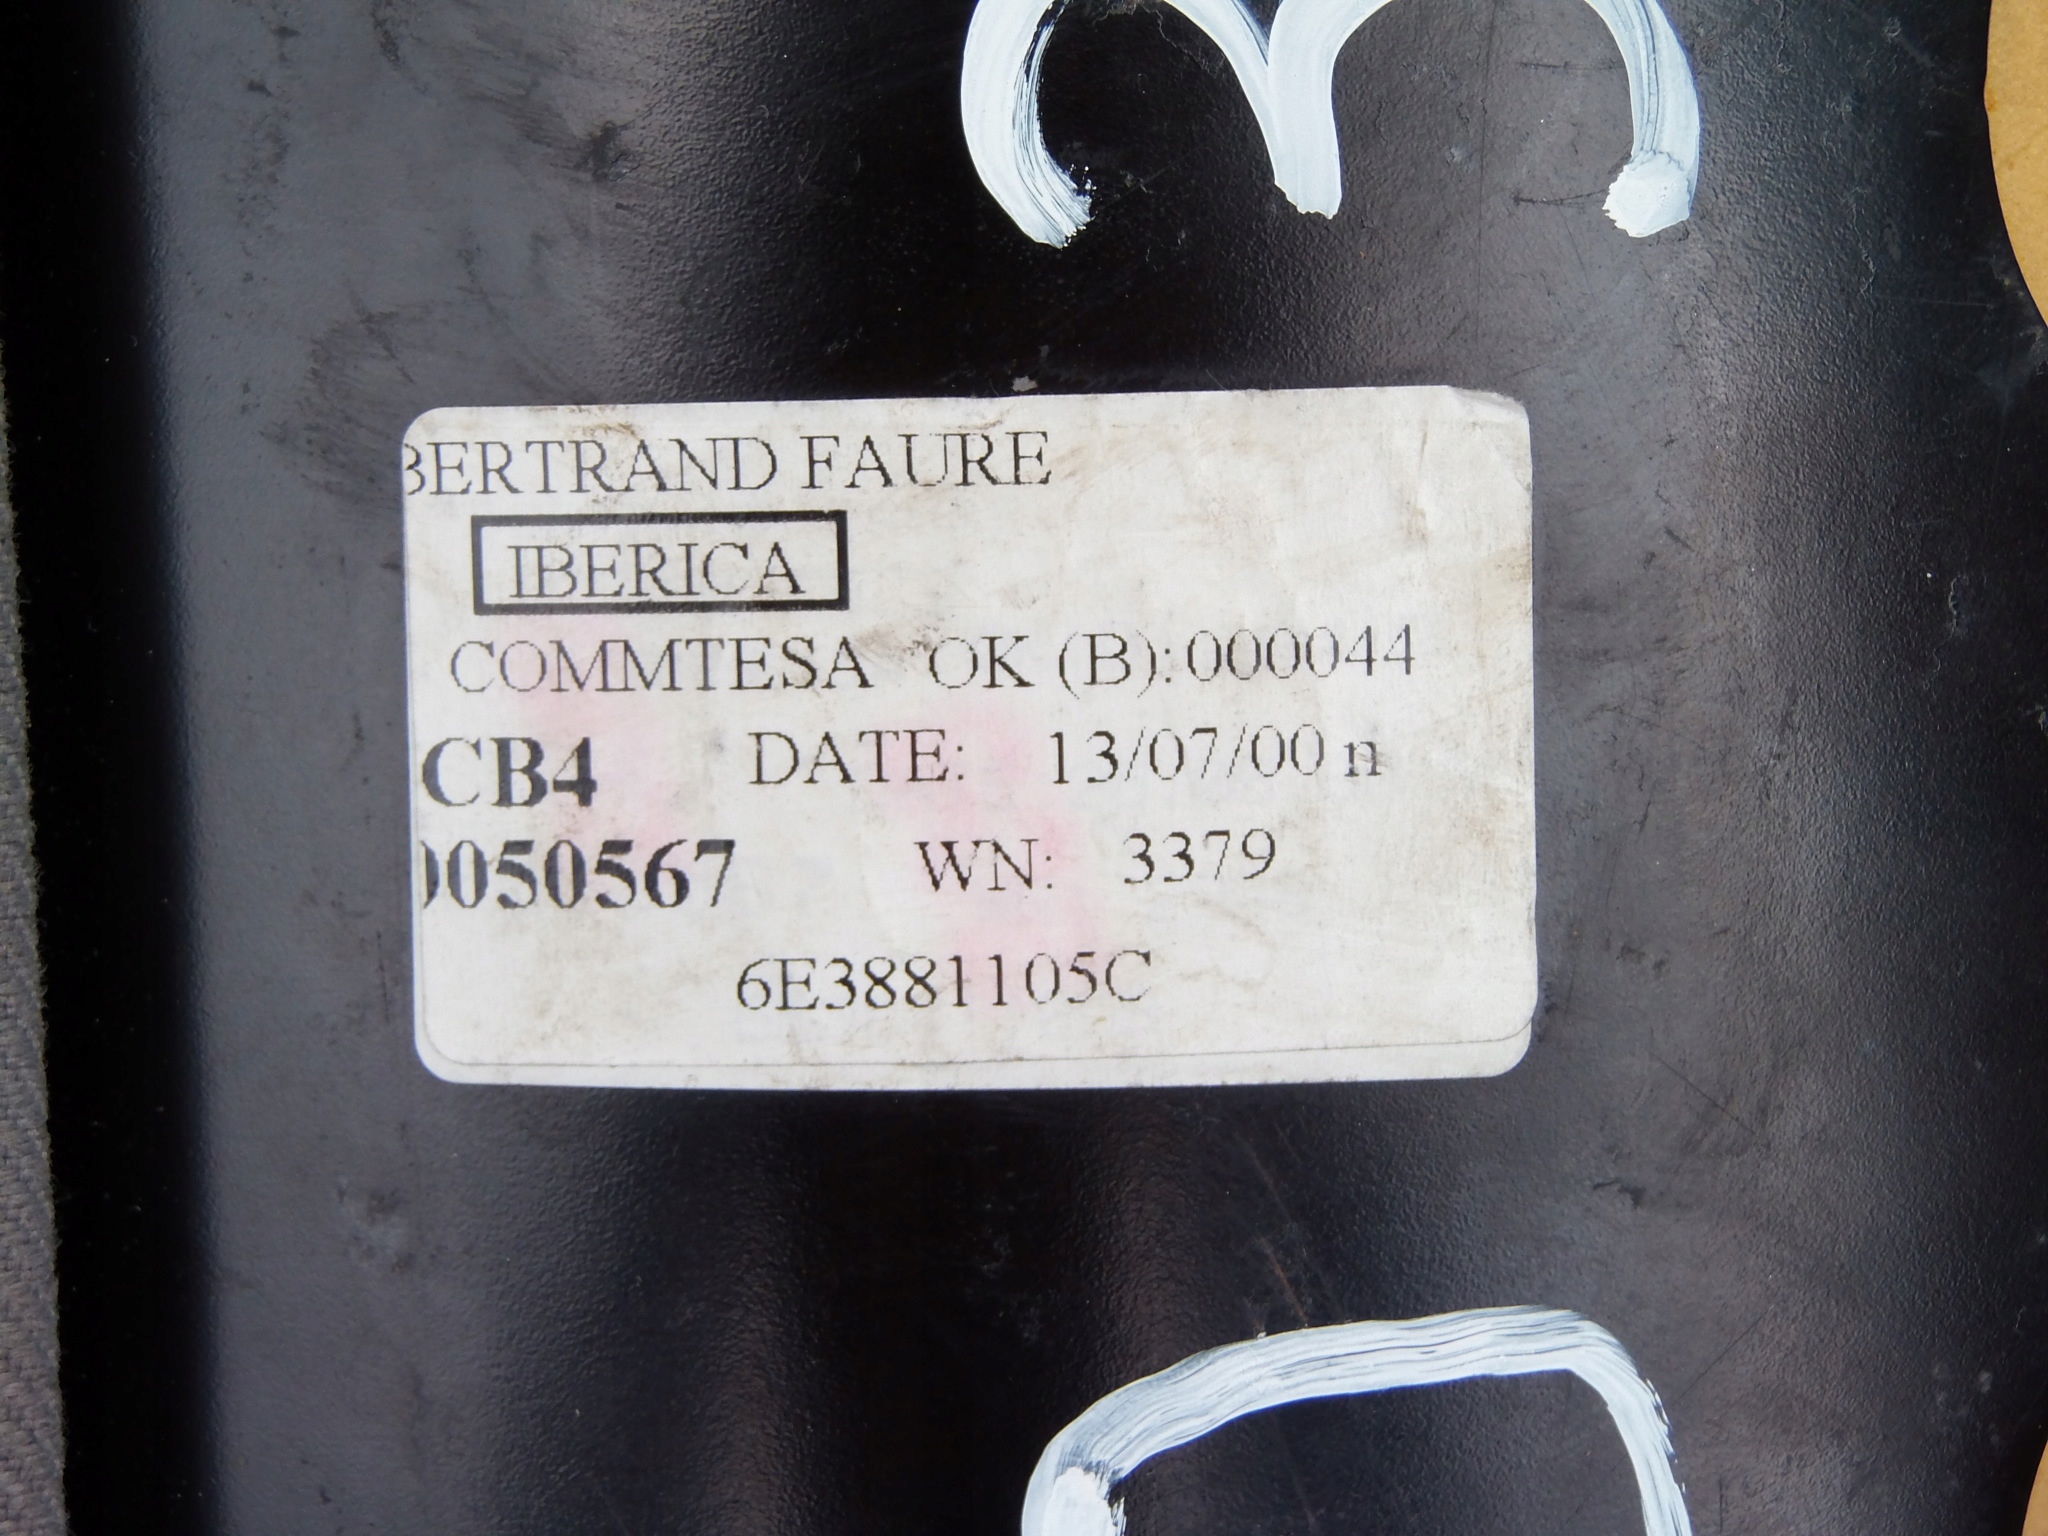 BERTRAND FAURE
IBERICA
COMMTESA OK (B): 000044
CB4 DATE: 13/07/00 n
0050567 WN: 3379
6E3881105C